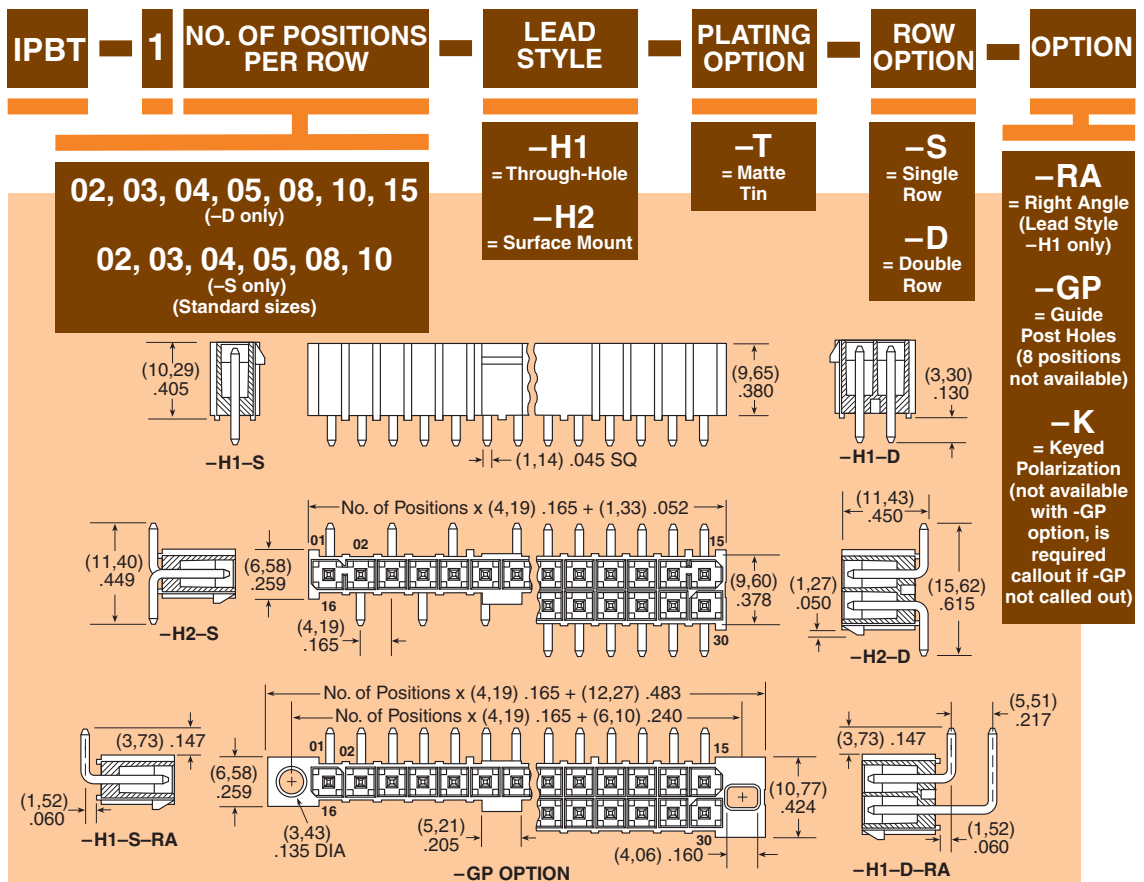 IPBT – 1 NO. OF POSITIONS PER ROW – LEAD STYLE – PLATING OPTION – ROW OPTION – OPTION
02, 03, 04, 05, 08, 10, 15
(–D only)
02, 03, 04, 05, 08, 10
(–S only)
(Standard sizes)
–H1
= Through-Hole
–H2
= Surface Mount
–T
= Matte
Tin
–S
= Single
Row
–D
= Double
Row
–RA
= Right Angle
(Lead Style
–H1 only)
–GP
= Guide
Post Holes
(8 positions
not available)
–K
= Keyed
Polarization
(not available
with -GP
option, is
required
callout if -GP
not called out)
(10,29)
.405
–H1–S
(9,65)
.380
(1,14) .045 SQ
(3,30)
.130
–H1–D
(11,40)
.449
–H2–S
No. of Positions x (4,19) .165 + (1,33) .052
01
02
15
(6,58)
.259
16
30
(4,19)
.165
(9,60)
.378
(11,43)
.450
(1,27)
.050
(15,62)
.615
–H2–D
(3,73) .147
(1,52)
.060
–H1–S–RA
No. of Positions x (4,19) .165 + (12,27) .483
No. of Positions x (4,19) .165 + (6,10) .240
01
02
15
(6,58)
.259
16
30
(3,43)
.135 DIA
(5,21)
.205
(4,06) .160
(10,77)
.424
–GP OPTION
(5,51)
.217
(3,73) .147
(1,52)
.060
–H1–D–RA